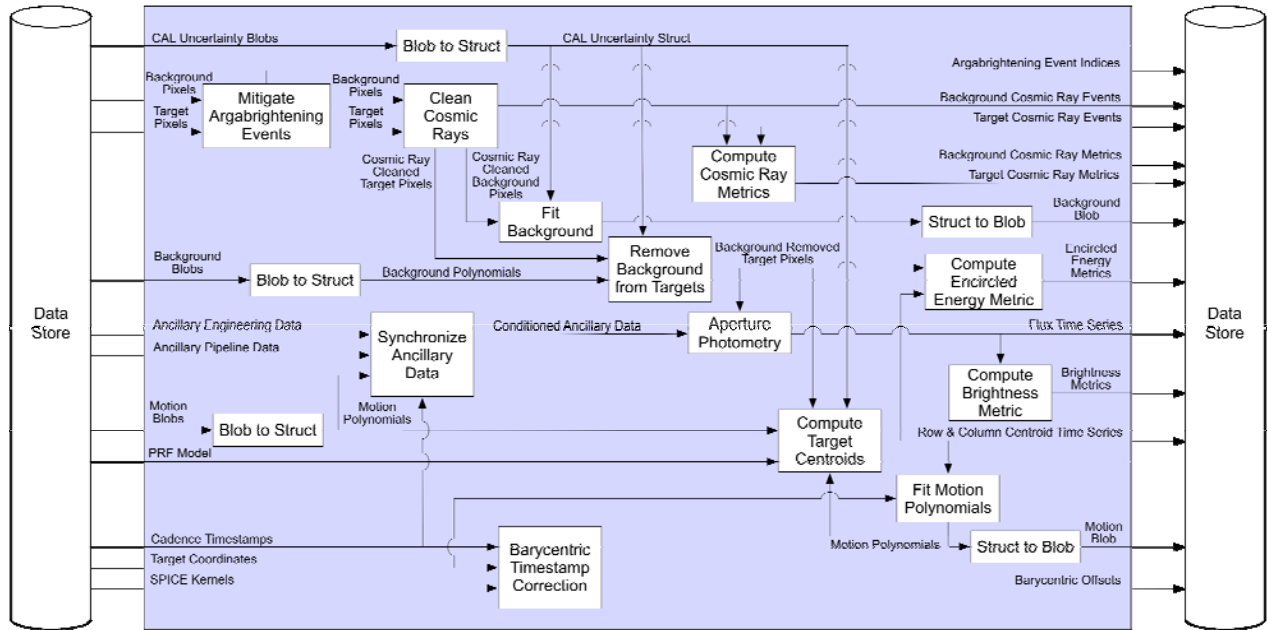 CAL Uncertainty Blobs
Blob to Struct
CAL Uncertainty Struct
Argabrightening Event Indices
Background
Pixels
Target
Pixels
Mitigate
Argabrightening
Events
Background
Pixels
Target
Pixels
Clean
Cosmic
Rays
Background Cosmic Ray Events
Target Cosmic Ray Events
Cosmic Ray
Cleaned
Target Pixels
Cosmic Ray
Cleaned
Background
Pixels
Compute
Cosmic Ray
Metrics
Background Cosmic Ray Metrics
Target Cosmic Ray Metrics
Fit
Background
Struct to Blob
Background
Blob
Background
Blobs
Blob to Struct
Background Polynomials
Remove
Background
from Targets
Background Removed
Target Pixels
Compute
Encircled
Energy Metric
Encircled
Energy
Metrics
Data
Store
Data
Store
Ancillary Engineering Data
Ancillary Pipeline Data
Synchronize
Ancillary
Data
Conditioned Ancillary Data
Aperture
Photometry
Flux Time Series
Compute
Brightness
Metric
Brightness
Metrics
Motion
Blobs
Blob to Struct
Motion
Polynomials
Compute
Target
Centroids
Row & Column Centroid Time Series
PRF Model
Fit Motion
Polynomials
Cadence Timestamps
Target Coordinates
SPICE Kernels
Barycentric
Timestamp
Correction
Motion Polynomials
Struct to Blob
Motion
Blob
Barycentric Offsets